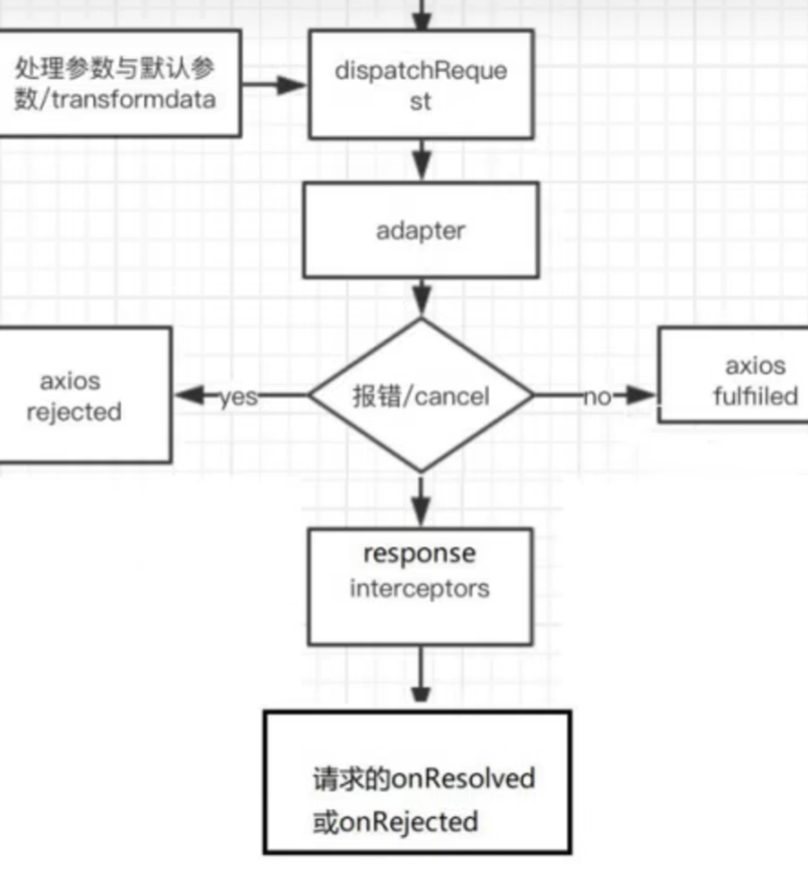 处理参数与默认参
数/transformdata
dispatchReque
st
adapter
axios
rejected
yes
报错/cancel
no
axios
fulfiiled
response
interceptors
请求的onResolved
或onRejected